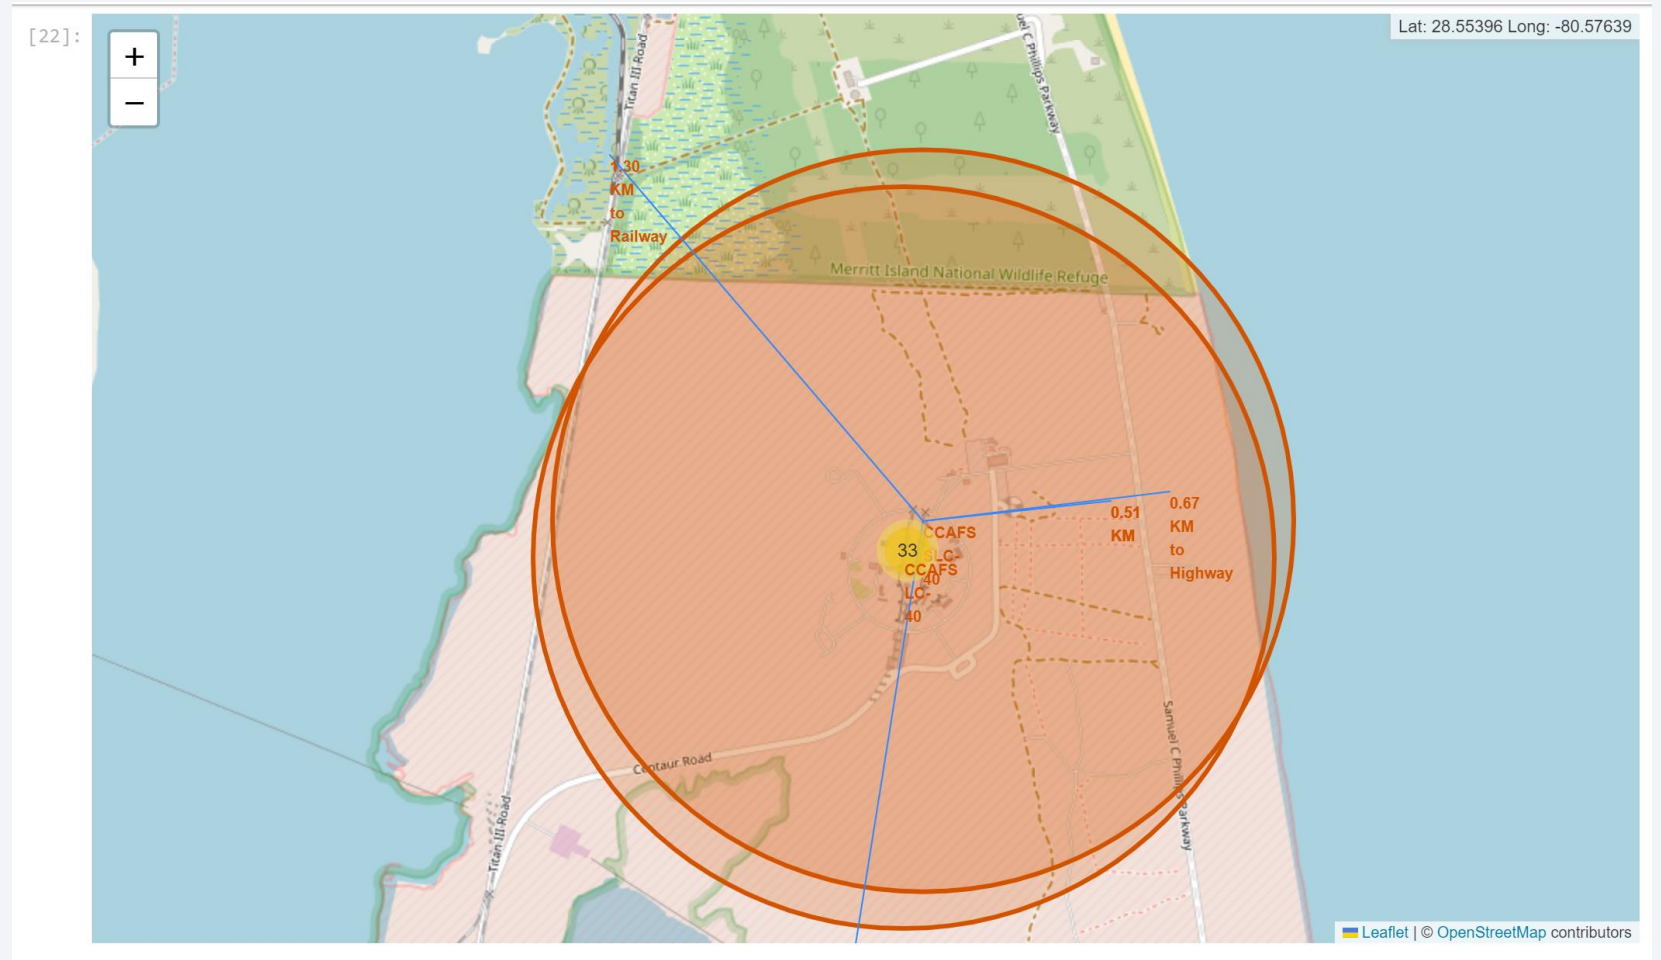 [22]:
+
−
Lat: 28.55396 Long: -80.57639
Titan III Road
uel C Phillips Parkway
1.30
KM
to
Railway
Merritt Island National Wildlife Refuge
0.51
KM
0.67
KM
to
Highway
33
CCAFS
SLC-
40
CCAFS
LC-
40
Centaur Road
Titan III Road
Samuel C Phillips Parkway
Leaflet | © OpenStreetMap contributors